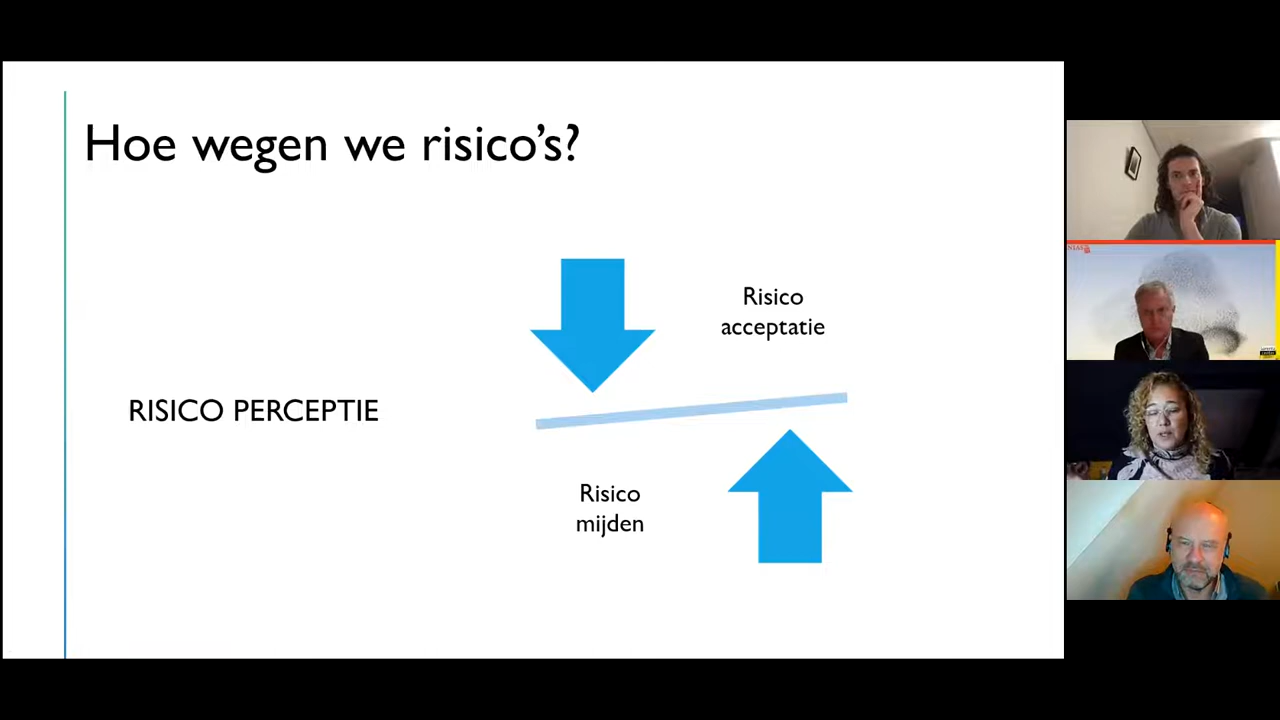 Hoe wegen we risico's?
Risico
acceptatie
RISICO PERCEPTIE
Risico
mijden